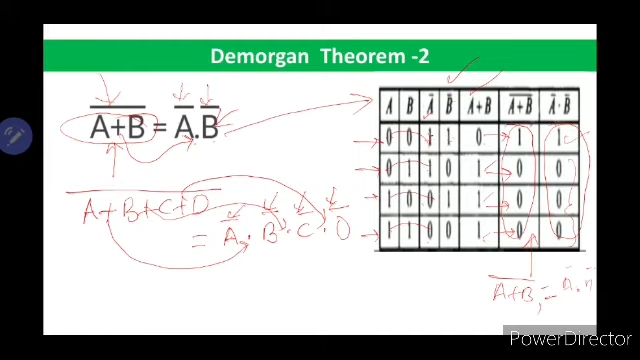 Demorgan Theorem -2
A̅+̅B̅ = A̅.B̅
A̅+̅B̅+̅C̅+̅D̅
= A̅ . B̅ . C̅ . D̅
A B A̅ B̅ A+B A̅+̅B̅ A̅·B̅
0 0 1 1 0 1 1
0 1 1 0 1 0 0
1 0 0 1 1 0 0
1 1 0 0 1 0 0
A̅+̅B̅ =
PowerDirector